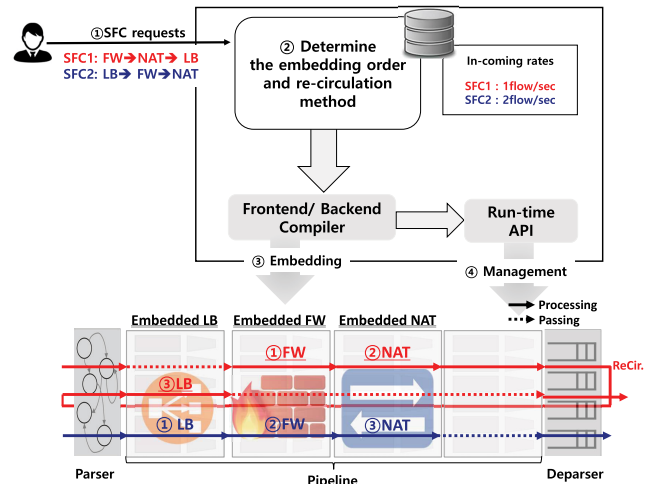 ①SFC requests
SFC1: FW➔NAT➔ LB
SFC2: LB➔ FW➔NAT
② Determine
the embedding order
and re-circulation
method
In-coming rates
SFC1 : 1flow/sec
SFC2 : 2flow/sec
Frontend/ Backend
Compiler
Run-time
API
③ Embedding
④ Management
Processing
Passing
Embedded LB
Embedded FW
Embedded NAT
①FW
②NAT
ReCir.
③LB
① LB
②FW
③NAT
Parser
Pipeline
Deparser